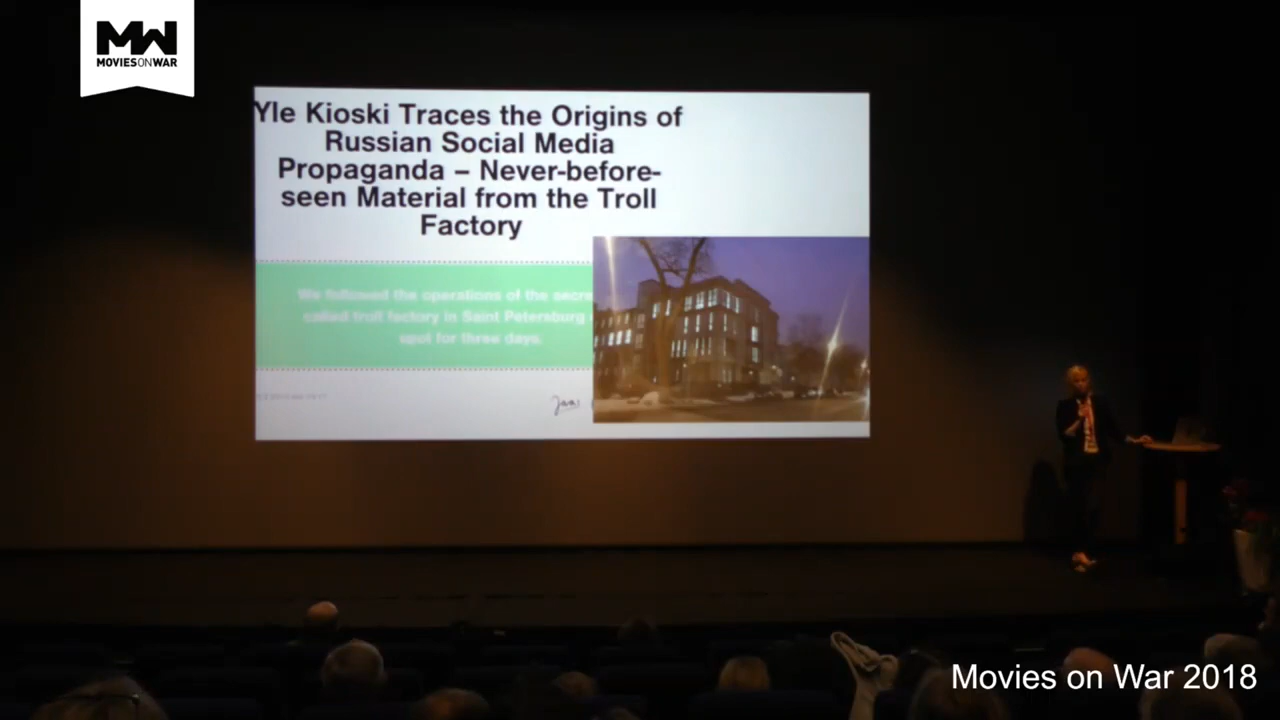 MW
MOVIESONWAR
Yle Kioski Traces the Origins of
Russian Social Media
Propaganda – Never-before-
seen Material from the Troll
Factory
We followed the operations of the secre
called troll factory in Saint Petersburg
spot for three days.
Movies on War 2018